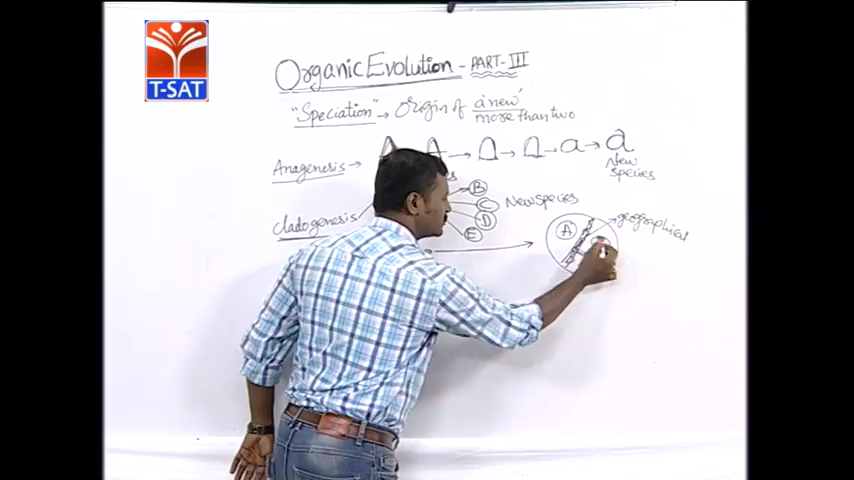 T-SAT
Organic Evolution - PART-III
"Speciation" → Origin of a 'new'
more than two
Anagenesis → → → a → a
New
species
B
C New species
D
E
cladogenesis
A → geographical